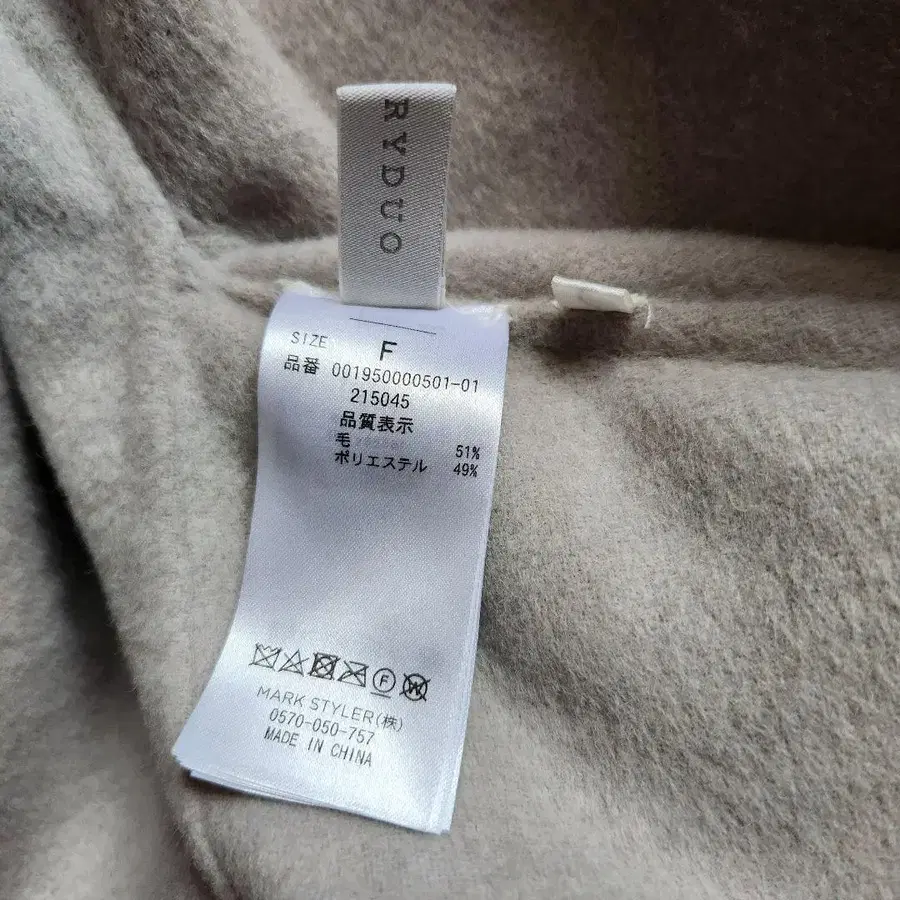 RYDUO
SIZE F
品番 001950000501-01
215045
品質表示
毛 51%
ポリエステル 49%
F W
MARK STYLER(株)
0570-050-757
MADE IN CHINA